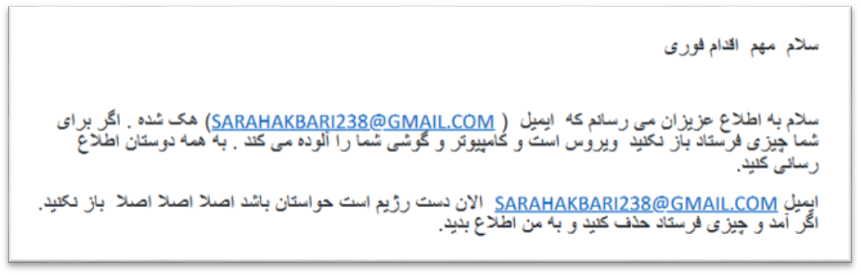 سلام مهم اقدام فوری
سلام به اطلاع عزیزان می رسانم که ایمیل ( SARAHAKBARI238@GMAIL.COM) هک شده . اگر برای
شما چیزی فرستاد باز نکنید ویروس است و کامپیوتر و گوشی شما را آلوده می کند . به همه دوستان اطلاع
رسانی کنید.
ایمیل SARAHAKBARI238@GMAIL.COM الان دست رژیم است حواستان باشد اصلا اصلا اصلا باز نکنید.
اگر آمد و چیزی فرستاد حذف کنید و به من اطلاع بدید.